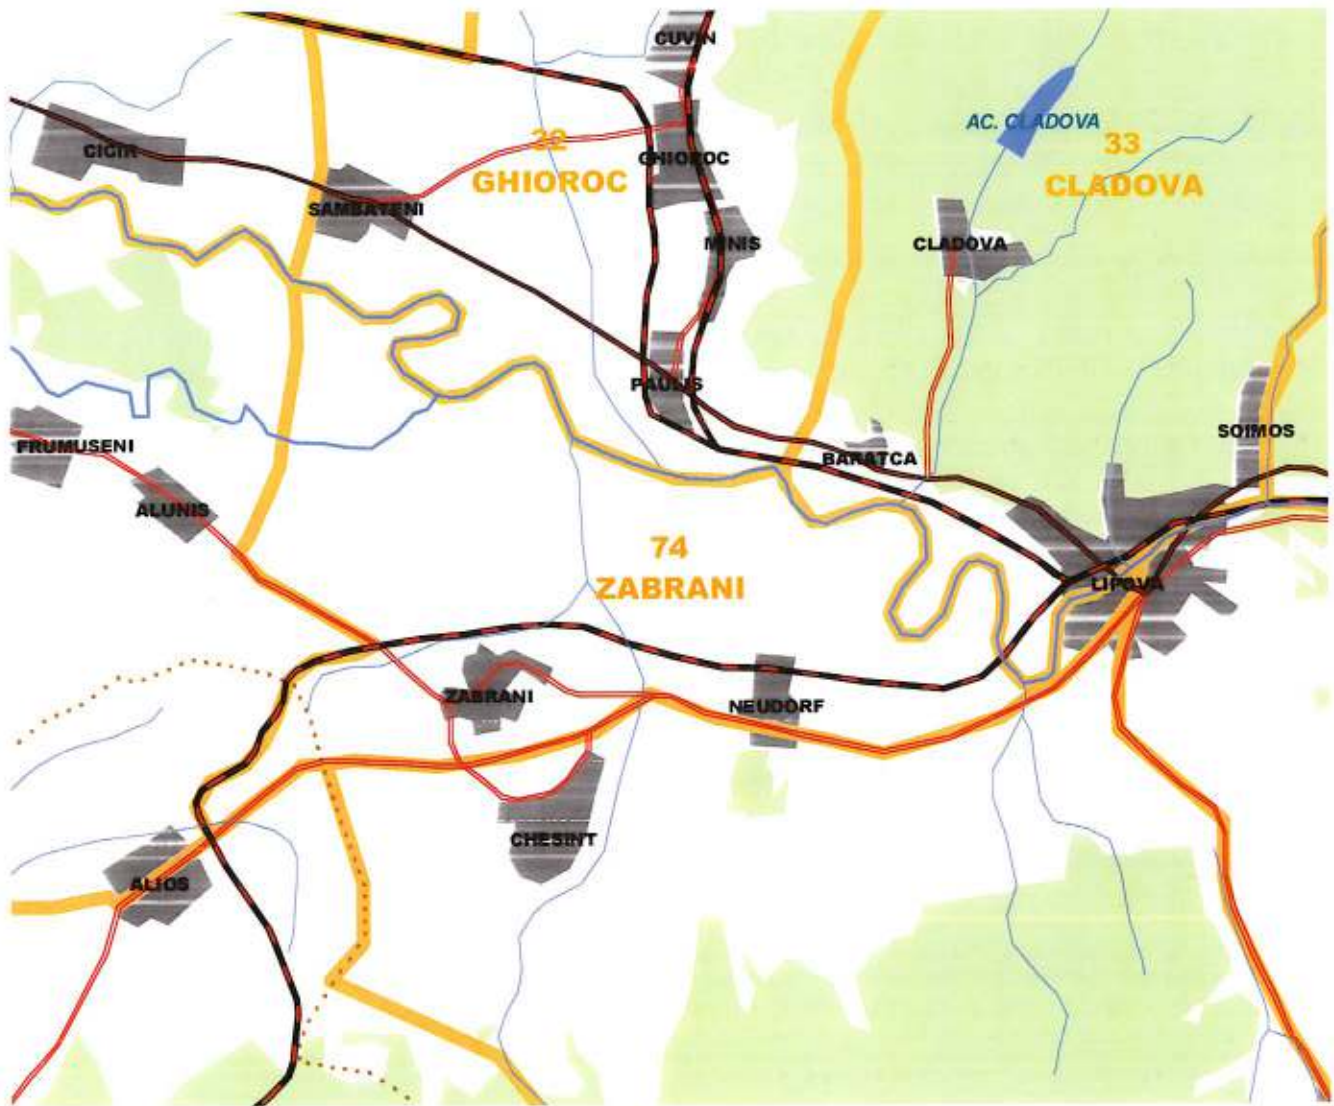 CUVIN
AC. CLADOVA
32
GHIOROC
33
CLADOVA
CICIR
GHIOROC
SAMBATENI
MINIS
CLADOVA
PAULIS
SOIMOS
FRUMUSENI
BARATCA
ALUNIS
74
ZABRANI
LIPOVA
ZABRANI
NEUDORF
CHESINT
ALIOS